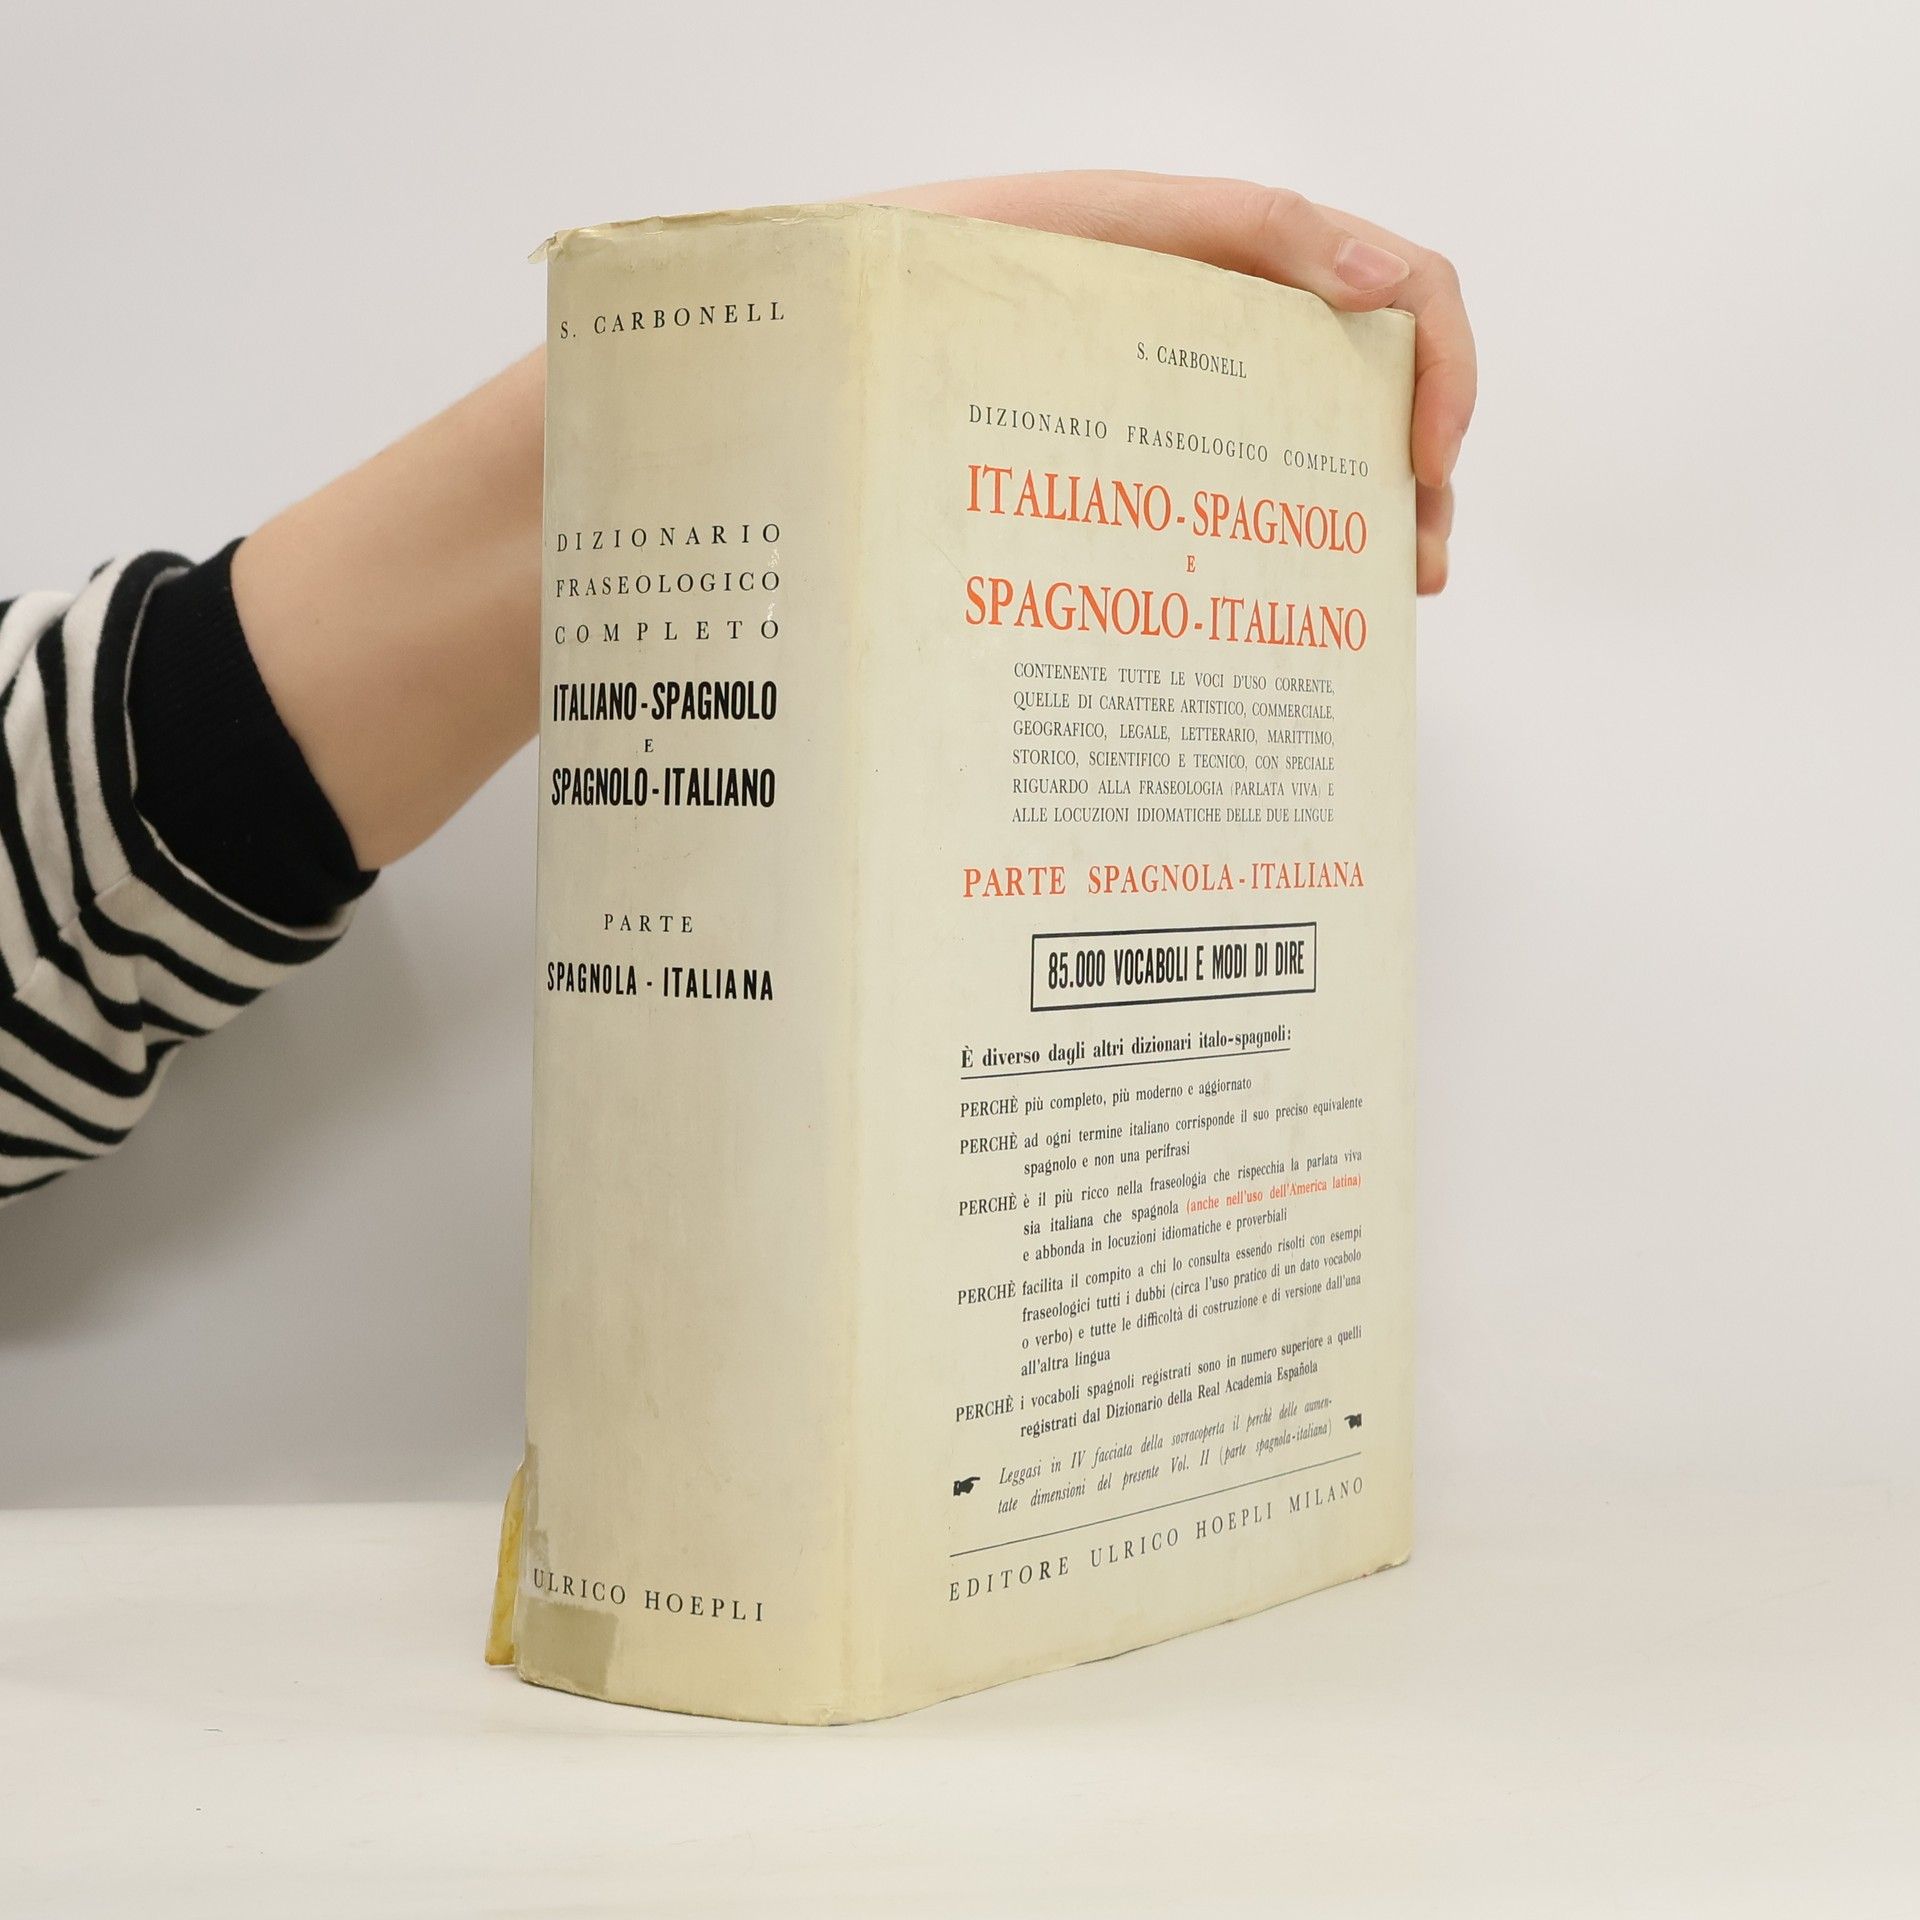 S. CARBONELL
DIZIONARIO
FRASEOLOGICO
COMPLETO
ITALIANO-SPAGNOLO
E
SPAGNOLO-ITALIANO
PARTE
SPAGNOLA - ITALIANA
ULRICO HOEPLI
S. CARBONELL
DIZIONARIO FRASEOLOGICO COMPLETO
ITALIANO-SPAGNOLO
E
SPAGNOLO-ITALIANO
CONTENENTE TUTTE LE VOCI D'USO CORRENTE,
QUELLE DI CARATTERE ARTISTICO, COMMERCIALE,
GEOGRAFICO, LEGALE, LETTERARIO, MARITTIMO,
STORICO, SCIENTIFICO E TECNICO, CON SPECIALE
RIGUARDO ALLA FRASEOLOGIA (PARLATA VIVA) E
ALLE LOCUZIONI IDIOMATICHE DELLE DUE LINGUE
PARTE SPAGNOLA-ITALIANA
85.000 VOCABOLI E MODI DI DIRE
È diverso dagli altri dizionari italo-spagnoli:
PERCHÈ più completo, più moderno e aggiornato
PERCHÈ ad ogni termine italiano corrisponde il suo preciso equivalente
spagnolo e non una perifrasi
PERCHÈ è il più ricco nella fraseologia che rispecchia la parlata viva
sia italiana che spagnola (anche nell'uso dell'America latina)
e abbonda in locuzioni idiomatiche e proverbiali
PERCHÈ facilita il compito a chi lo consulta essendo risolti con esempi
fraseologici tutti i dubbi (circa l'uso pratico di un dato vocabolo
o verbo) e tutte le difficoltà di costruzione e di versione dall'una
all'altra lingua
PERCHÈ i vocaboli spagnoli registrati sono in numero superiore a quelli
registrati dal Dizionario della Real Academia Española
Leggasi in IV facciata della sovracoperta il perchè delle aumen-
tate dimensioni del presente Vol. II (parte spagnola-italiana)
EDITORE ULRICO HOEPLI MILANO